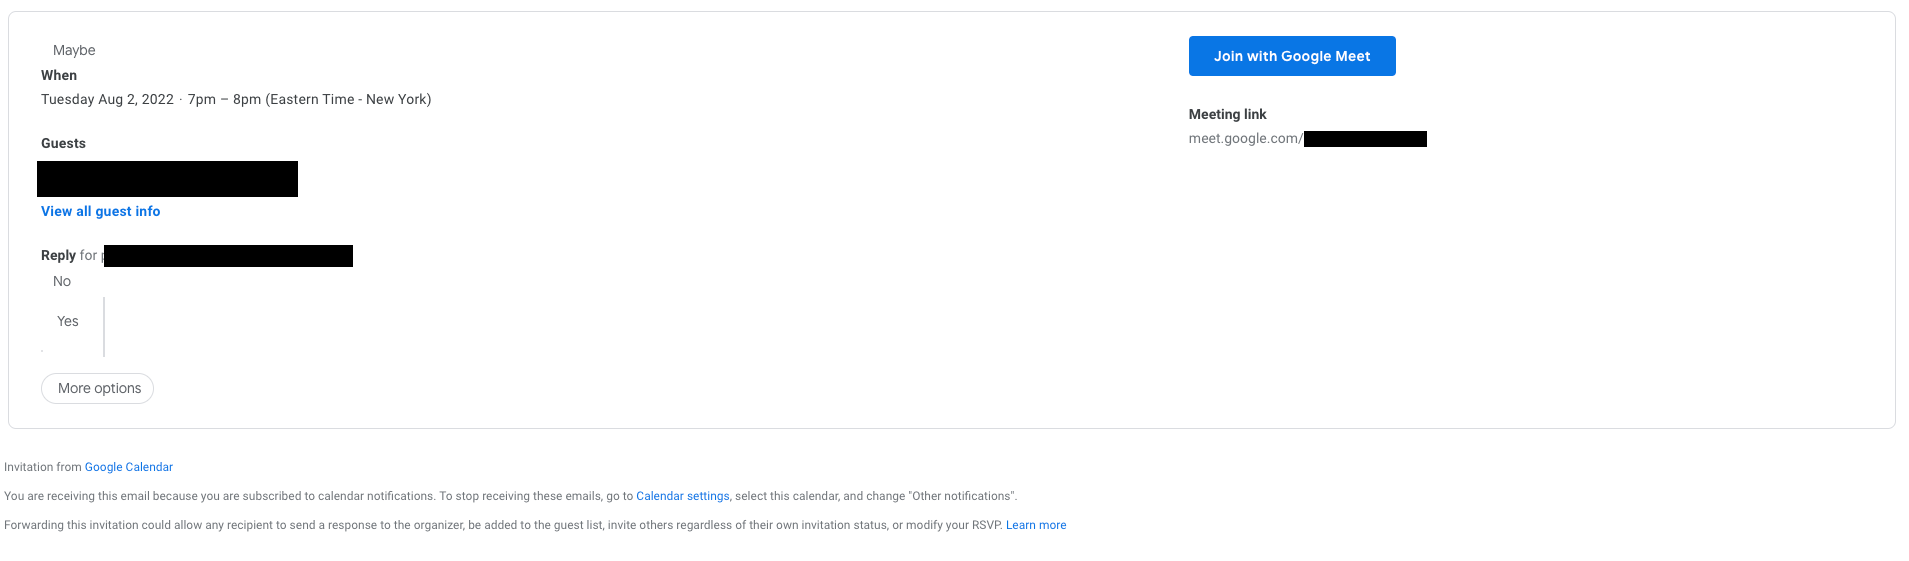 Maybe
When
Tuesday Aug 2, 2022 · 7pm – 8pm (Eastern Time - New York)
Guests
View all guest info
Reply for
No
Yes
More options
Join with Google Meet
Meeting link
meet.google.com/
Invitation from Google Calendar
You are receiving this email because you are subscribed to calendar notifications. To stop receiving these emails, go to Calendar settings, select this calendar, and change "Other notifications".
Forwarding this invitation could allow any recipient to send a response to the organizer, be added to the guest list, invite others regardless of their own invitation status, or modify your RSVP. Learn more